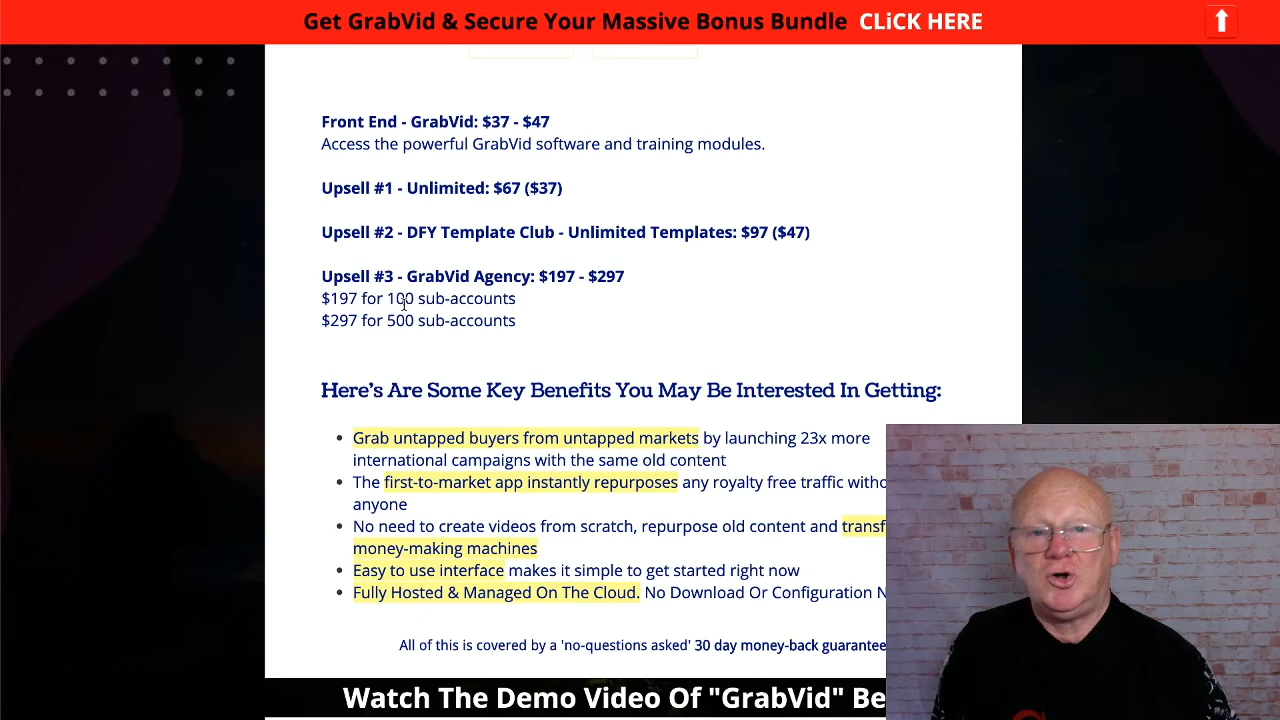 Get GrabVid & Secure Your Massive Bonus Bundle CLiCK HERE
Front End - GrabVid: $37 - $47
Access the powerful GrabVid software and training modules.
Upsell #1 - Unlimited: $67 ($37)
Upsell #2 - DFY Template Club - Unlimited Templates: $97 ($47)
Upsell #3 - GrabVid Agency: $197 - $297
$197 for 100 sub-accounts
$297 for 500 sub-accounts
Here's Are Some Key Benefits You May Be Interested In Getting:
Grab untapped buyers from untapped markets by launching 23x more
international campaigns with the same old content
The first-to-market app instantly repurposes any royalty free traffic
anyone
No need to create videos from scratch, repurpose old content and
money-making machines
Easy to use interface makes it simple to get started right now
Fully Hosted & Managed On The Cloud. No Download Or Configuration
All of this is covered by a 'no-questions asked' 30 day money-back guarantee
Watch The Demo Video Of "GrabVid"